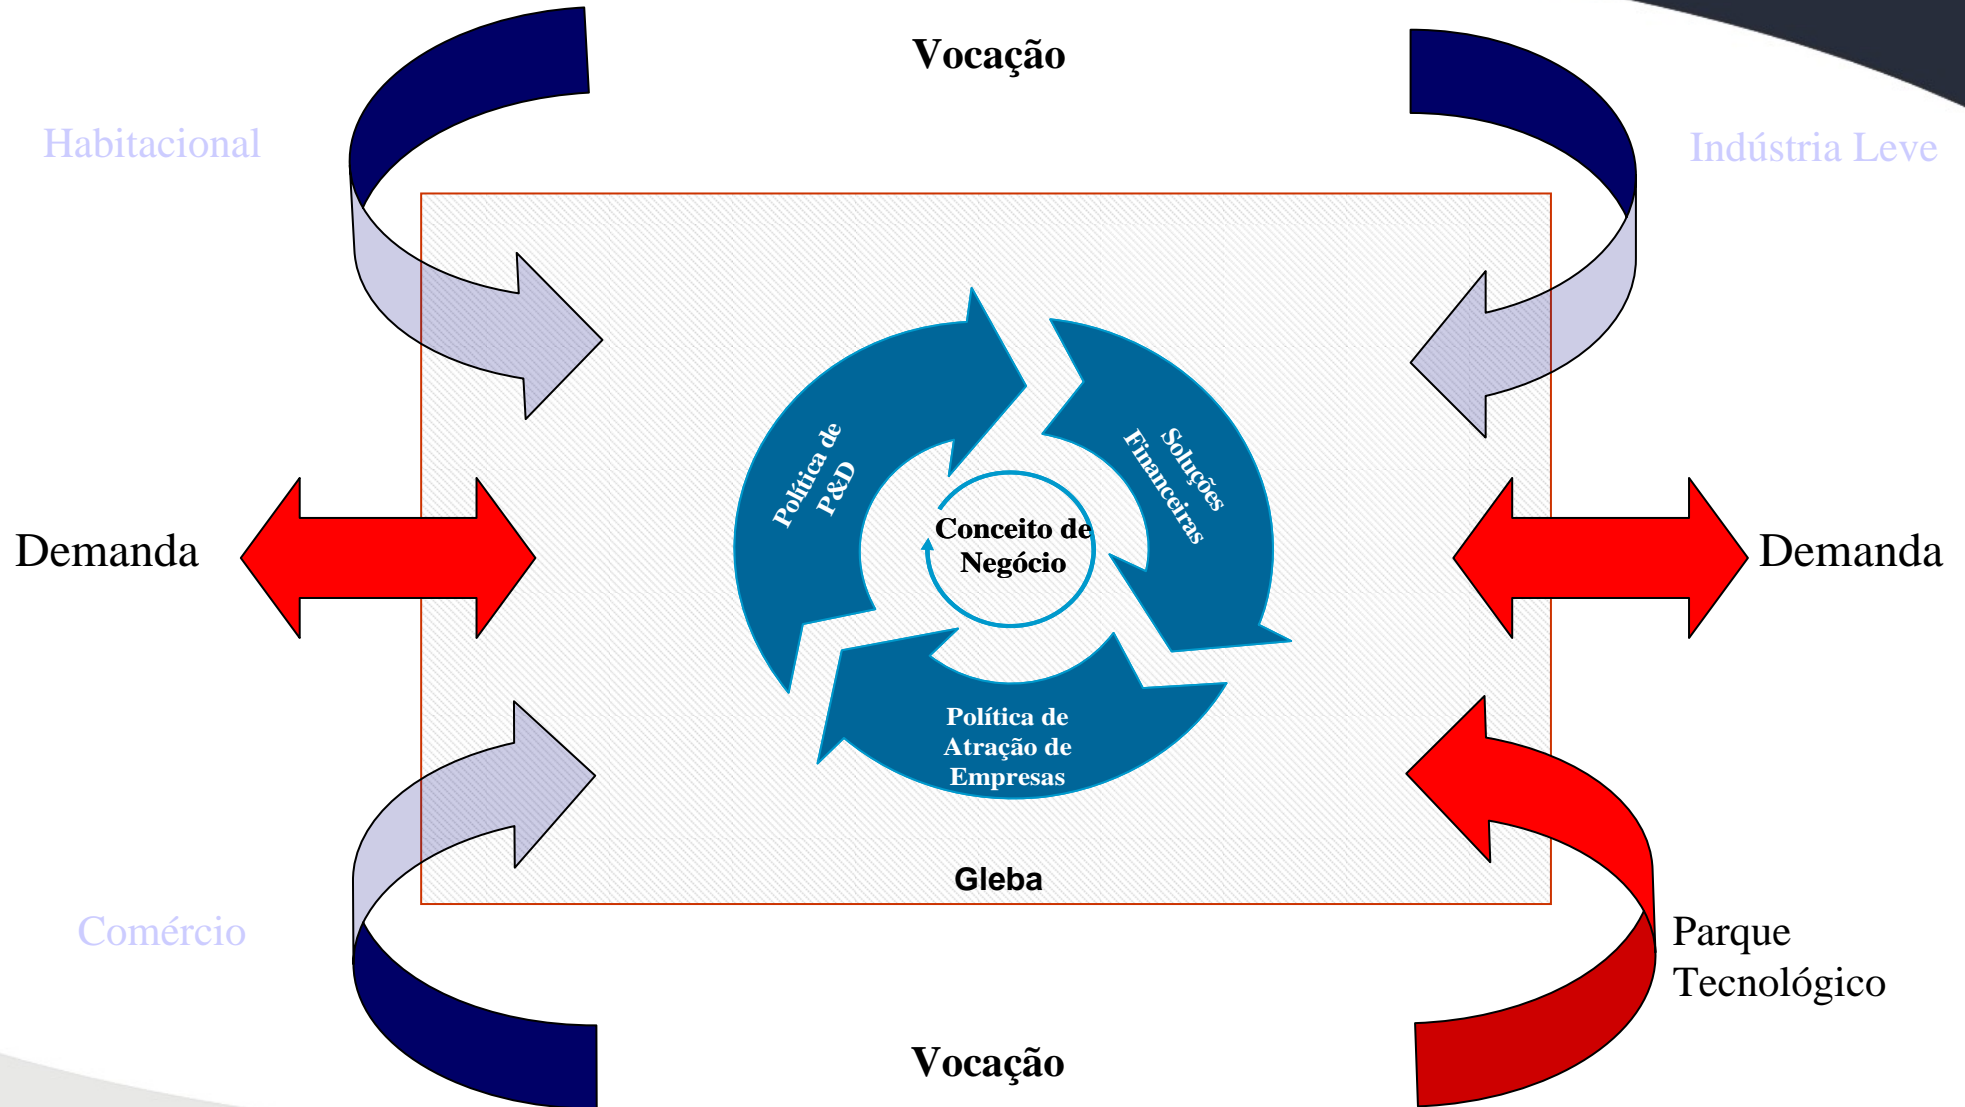 Vocação
Habitacional
Indústria Leve
Política de
P&D
Soluções
Financeiras
Conceito de
Negócio
Demanda
Demanda
Política de
Atração de
Empresas
Gleba
Comércio
Parque
Tecnológico
Vocação